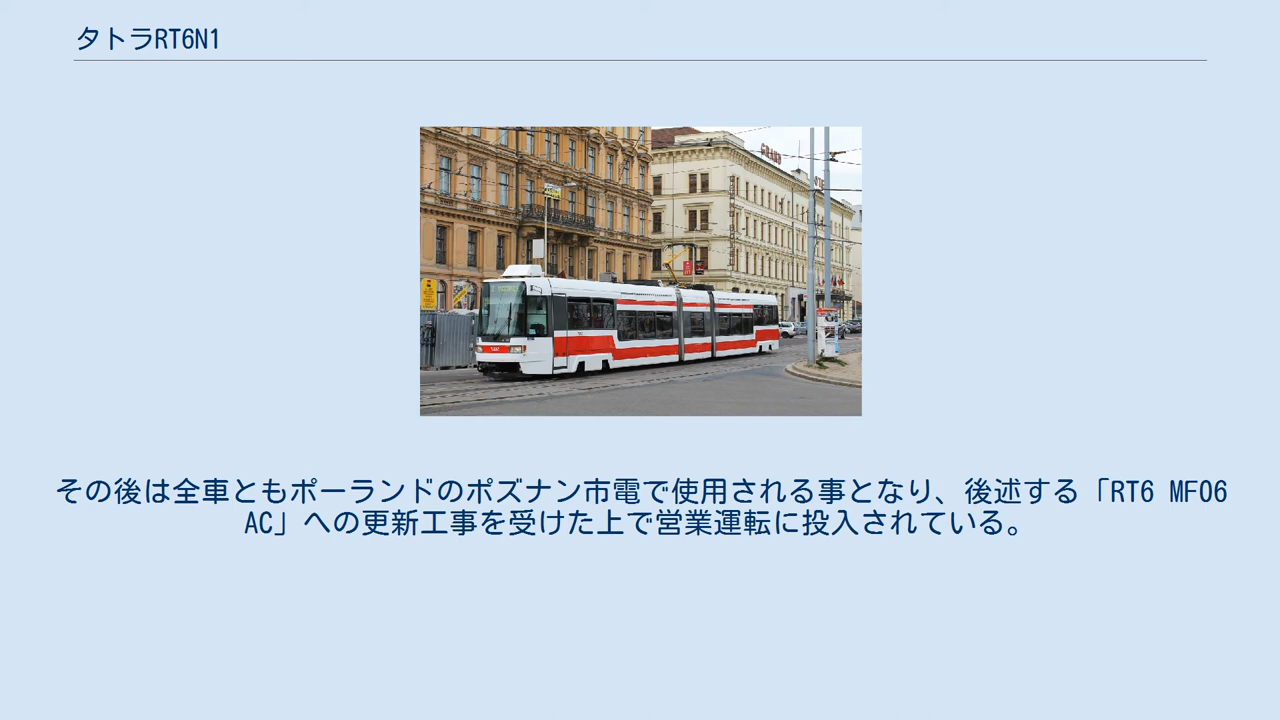 タトラRT6N1
GRAND
その後は全車ともポーランドのポズナン市電で使用される事となり、後述する「RT6 MF06
AC」への更新工事を受けた上で営業運転に投入されている。